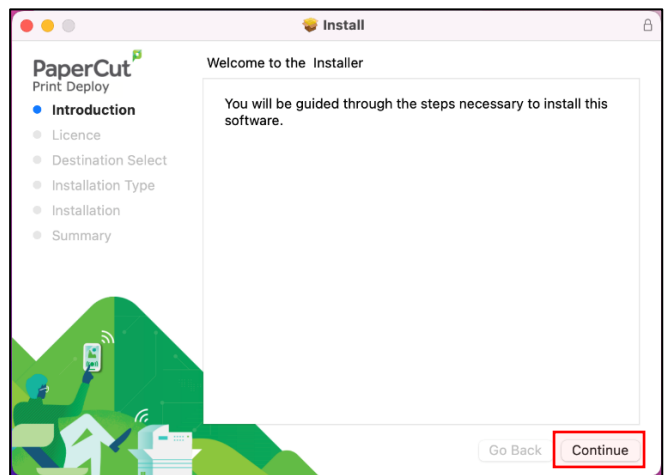 Install
PaperCut
Print Deploy
Welcome to the Installer
Introduction
Licence
Destination Select
Installation Type
Installation
Summary
You will be guided through the steps necessary to install this
software.
Go Back
Continue